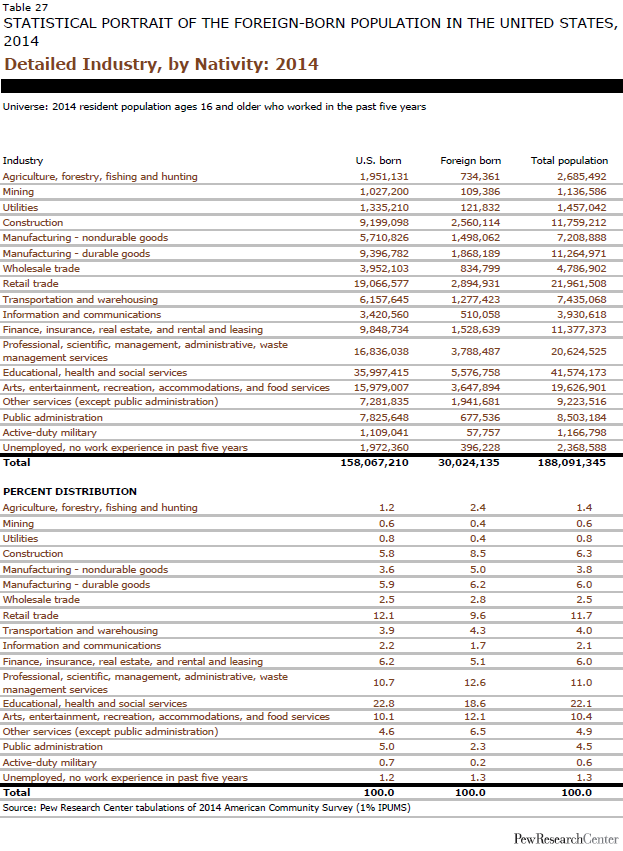 Table 27
STATISTICAL PORTRAIT OF THE FOREIGN-BORN POPULATION IN THE UNITED STATES,
2014
Detailed Industry, by Nativity: 2014
Universe: 2014 resident population ages 16 and older who worked in the past five years
Industry U.S. born Foreign born Total population
Agriculture, forestry, fishing and hunting 1,951,131 734,361 2,685,492
Mining 1,027,200 109,386 1,136,586
Utilities 1,335,210 121,832 1,457,042
Construction 9,199,098 2,560,114 11,759,212
Manufacturing - nondurable goods 5,710,826 1,498,062 7,208,888
Manufacturing - durable goods 9,396,782 1,868,189 11,264,971
Wholesale trade 3,952,103 834,799 4,786,902
Retail trade 19,066,577 2,894,931 21,961,508
Transportation and warehousing 6,157,645 1,277,423 7,435,068
Information and communications 3,420,560 510,058 3,930,618
Finance, insurance, real estate, and rental and leasing 9,848,734 1,528,639 11,377,373
Professional, scientific, management, administrative, waste
management services 16,836,038 3,788,487 20,624,525
Educational, health and social services 35,997,415 5,576,758 41,574,173
Arts, entertainment, recreation, accommodations, and food services 15,979,007 3,647,894 19,626,901
Other services (except public administration) 7,281,835 1,941,681 9,223,516
Public administration 7,825,648 677,536 8,503,184
Active-duty military 1,109,041 57,757 1,166,798
Unemployed, no work experience in past five years 1,972,360 396,228 2,368,588
Total 158,067,210 30,024,135 188,091,345
PERCENT DISTRIBUTION
Agriculture, forestry, fishing and hunting 1.2 2.4 1.4
Mining 0.6 0.4 0.6
Utilities 0.8 0.4 0.8
Construction 5.8 8.5 6.3
Manufacturing - nondurable goods 3.6 5.0 3.8
Manufacturing - durable goods 5.9 6.2 6.0
Wholesale trade 2.5 2.8 2.5
Retail trade 12.1 9.6 11.7
Transportation and warehousing 3.9 4.3 4.0
Information and communications 2.2 1.7 2.1
Finance, insurance, real estate, and rental and leasing 6.2 5.1 6.0
Professional, scientific, management, administrative, waste
management services 10.7 12.6 11.0
Educational, health and social services 22.8 18.6 22.1
Arts, entertainment, recreation, accommodations, and food services 10.1 12.1 10.4
Other services (except public administration) 4.6 6.5 4.9
Public administration 5.0 2.3 4.5
Active-duty military 0.7 0.2 0.6
Unemployed, no work experience in past five years 1.2 1.3 1.3
Total 100.0 100.0 100.0
Source: Pew Research Center tabulations of 2014 American Community Survey (1% IPUMS)
PewResearchCenter